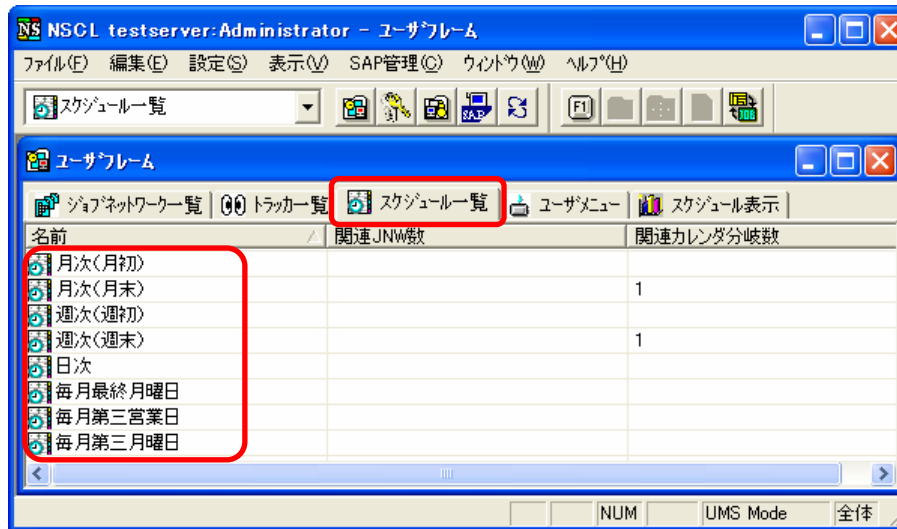 NS NSCL testserver:Administrator - ユーザフレーム
ファイル(F) 編集(E) 設定(S) 表示(V) SAP管理(C) ウィンドウ(W) ヘルプ(H)
スケジュール一覧 SAP F1 JOB
ユーザフレーム
ジョブネットワーク一覧 トラッカ一覧 スケジュール一覧 ユーザメニュー スケジュール表示
名前 関連JNW数 関連カレンダ分岐数
月次(月初)
月次(月末) 1
週次(週初)
週次(週末) 1
日次
毎月最終月曜日
毎月第三営業日
毎月第三月曜日
NUM UMS Mode 全体